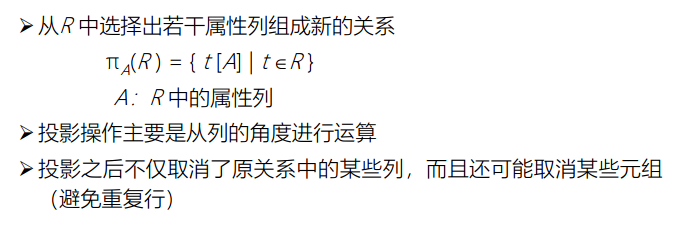 ➢从R中选择出若干属性列组成新的关系
πA(R) = { t [A] | t ∈R }
A：R中的属性列
➢投影操作主要是从列的角度进行运算
➢投影之后不仅取消了原关系中的某些列，而且还可能取消某些元组
（避免重复行）